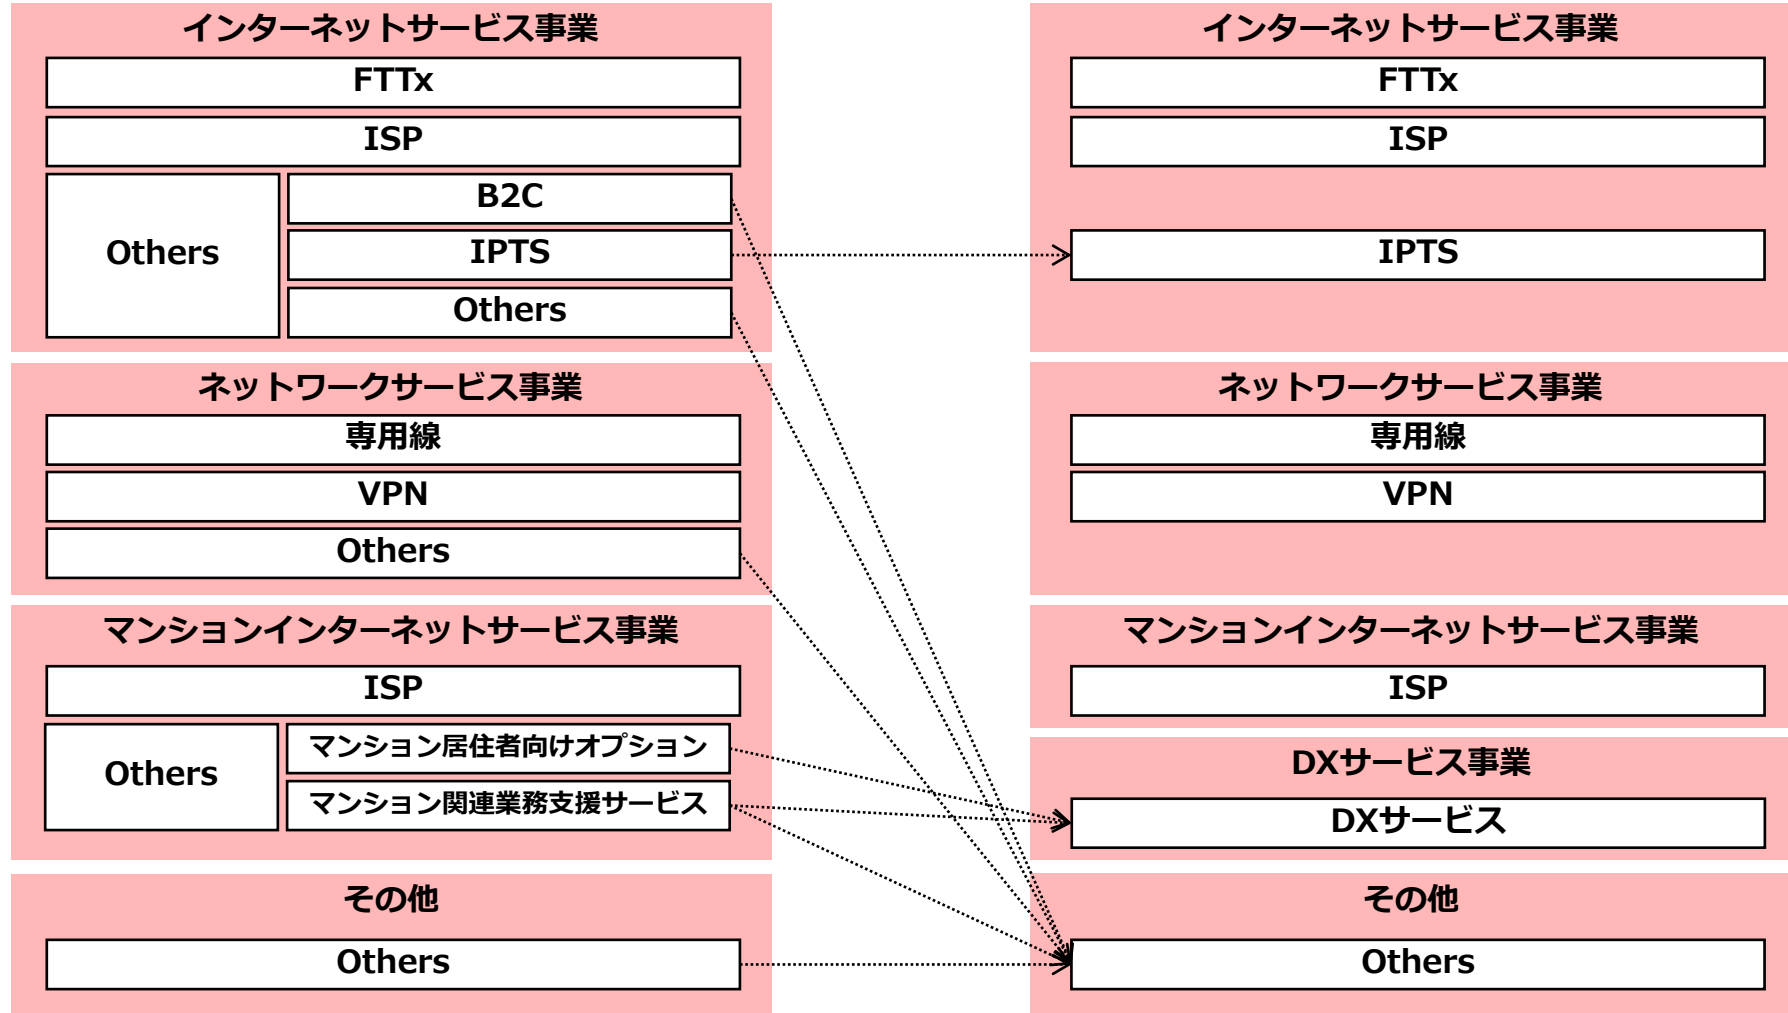 インターネットサービス事業
FTTx
ISP
Others
B2C
IPTS
Others
ネットワークサービス事業
専用線
VPN
Others
マンションインターネットサービス事業
ISP
Others
マンション居住者向けオプション
マンション関連業務支援サービス
その他
Others
インターネットサービス事業
FTTx
ISP
IPTS
ネットワークサービス事業
専用線
VPN
マンションインターネットサービス事業
ISP
DXサービス事業
DXサービス
その他
Others